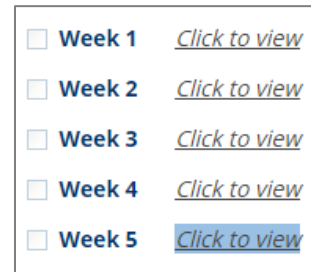 Week 1 Click to view
Week 2 Click to view
Week 3 Click to view
Week 4 Click to view
Week 5 Click to view